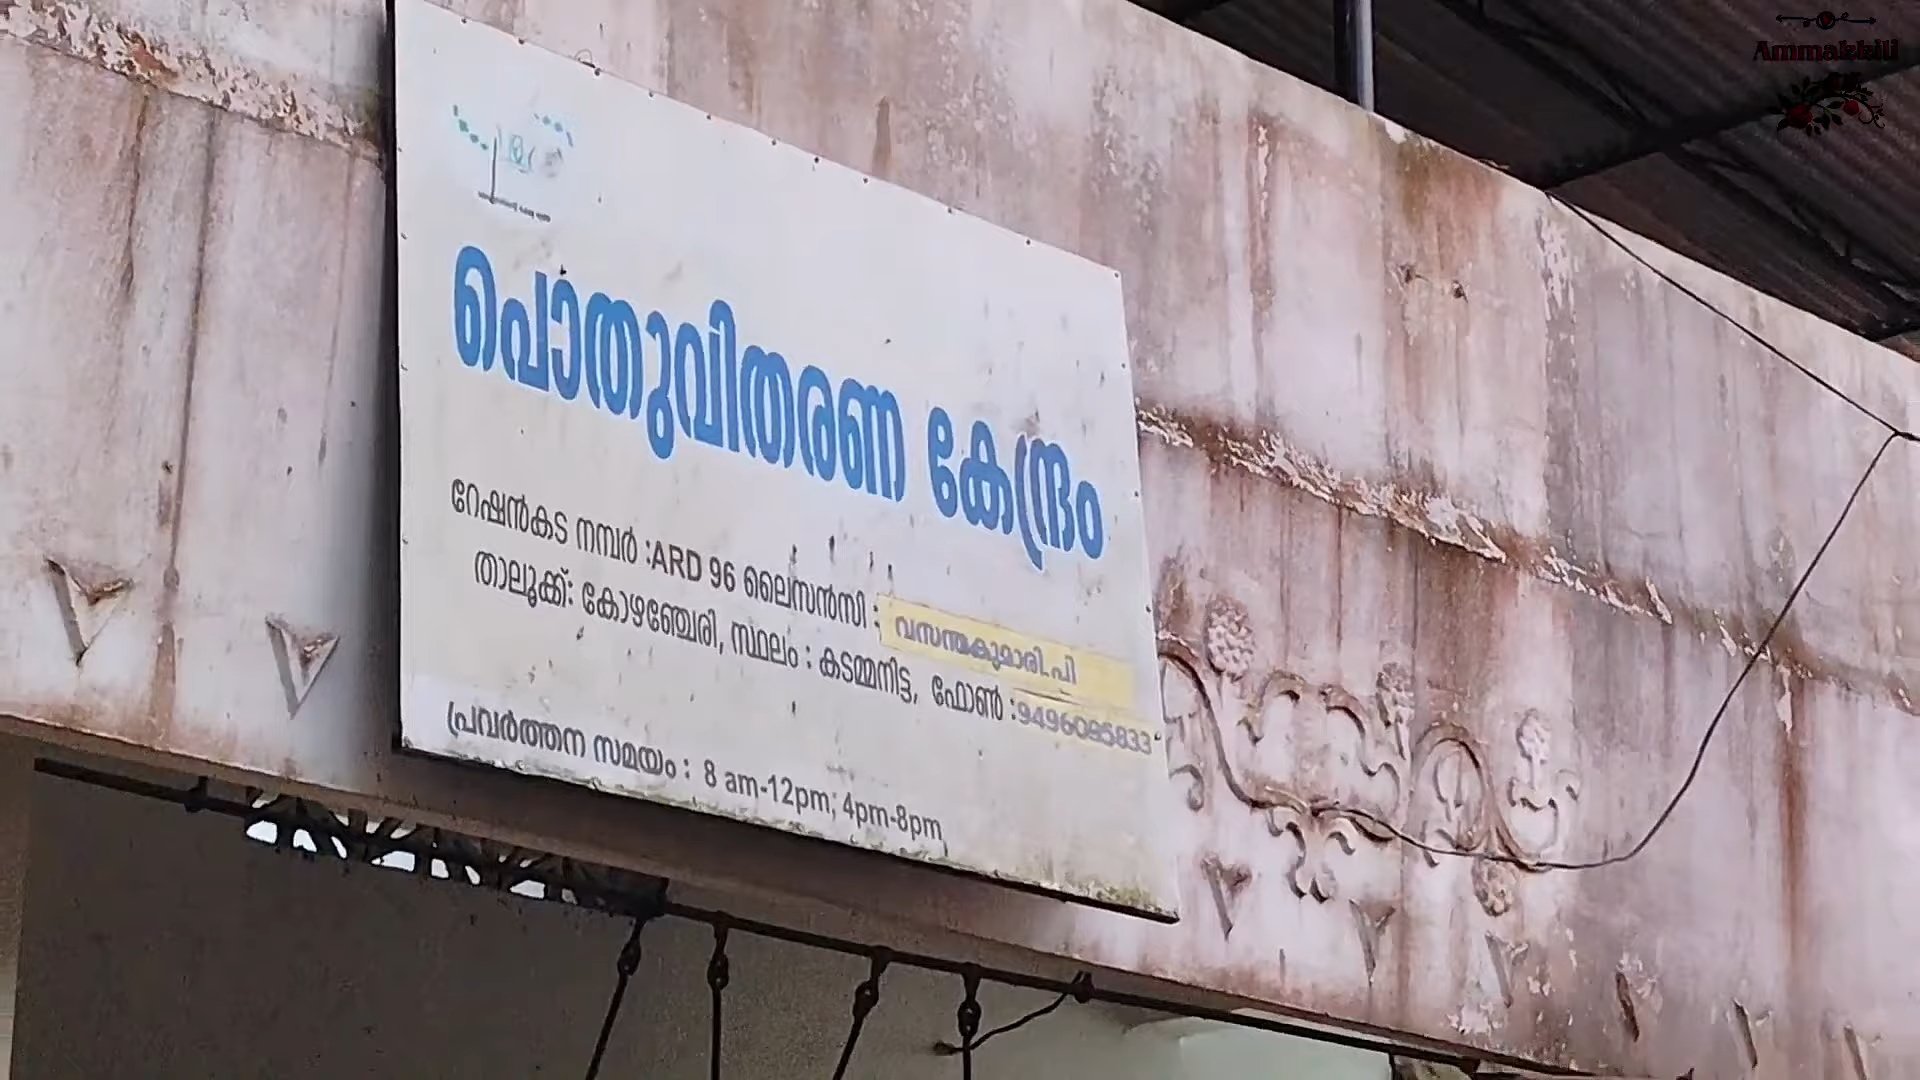 Ammakkili
പൊതുവിതരണ കേന്ദ്രം
റേഷൻകട നമ്പർ :ARD 96 ലൈസൻസി : വസന്തകുമാരി.പി
താലൂക്ക്: കോഴഞ്ചേരി, സ്ഥലം : കടമ്മനിട്ട, ഫോൺ :9496085833
പ്രവർത്തന സമയം : 8 am-12pm; 4pm-8pm